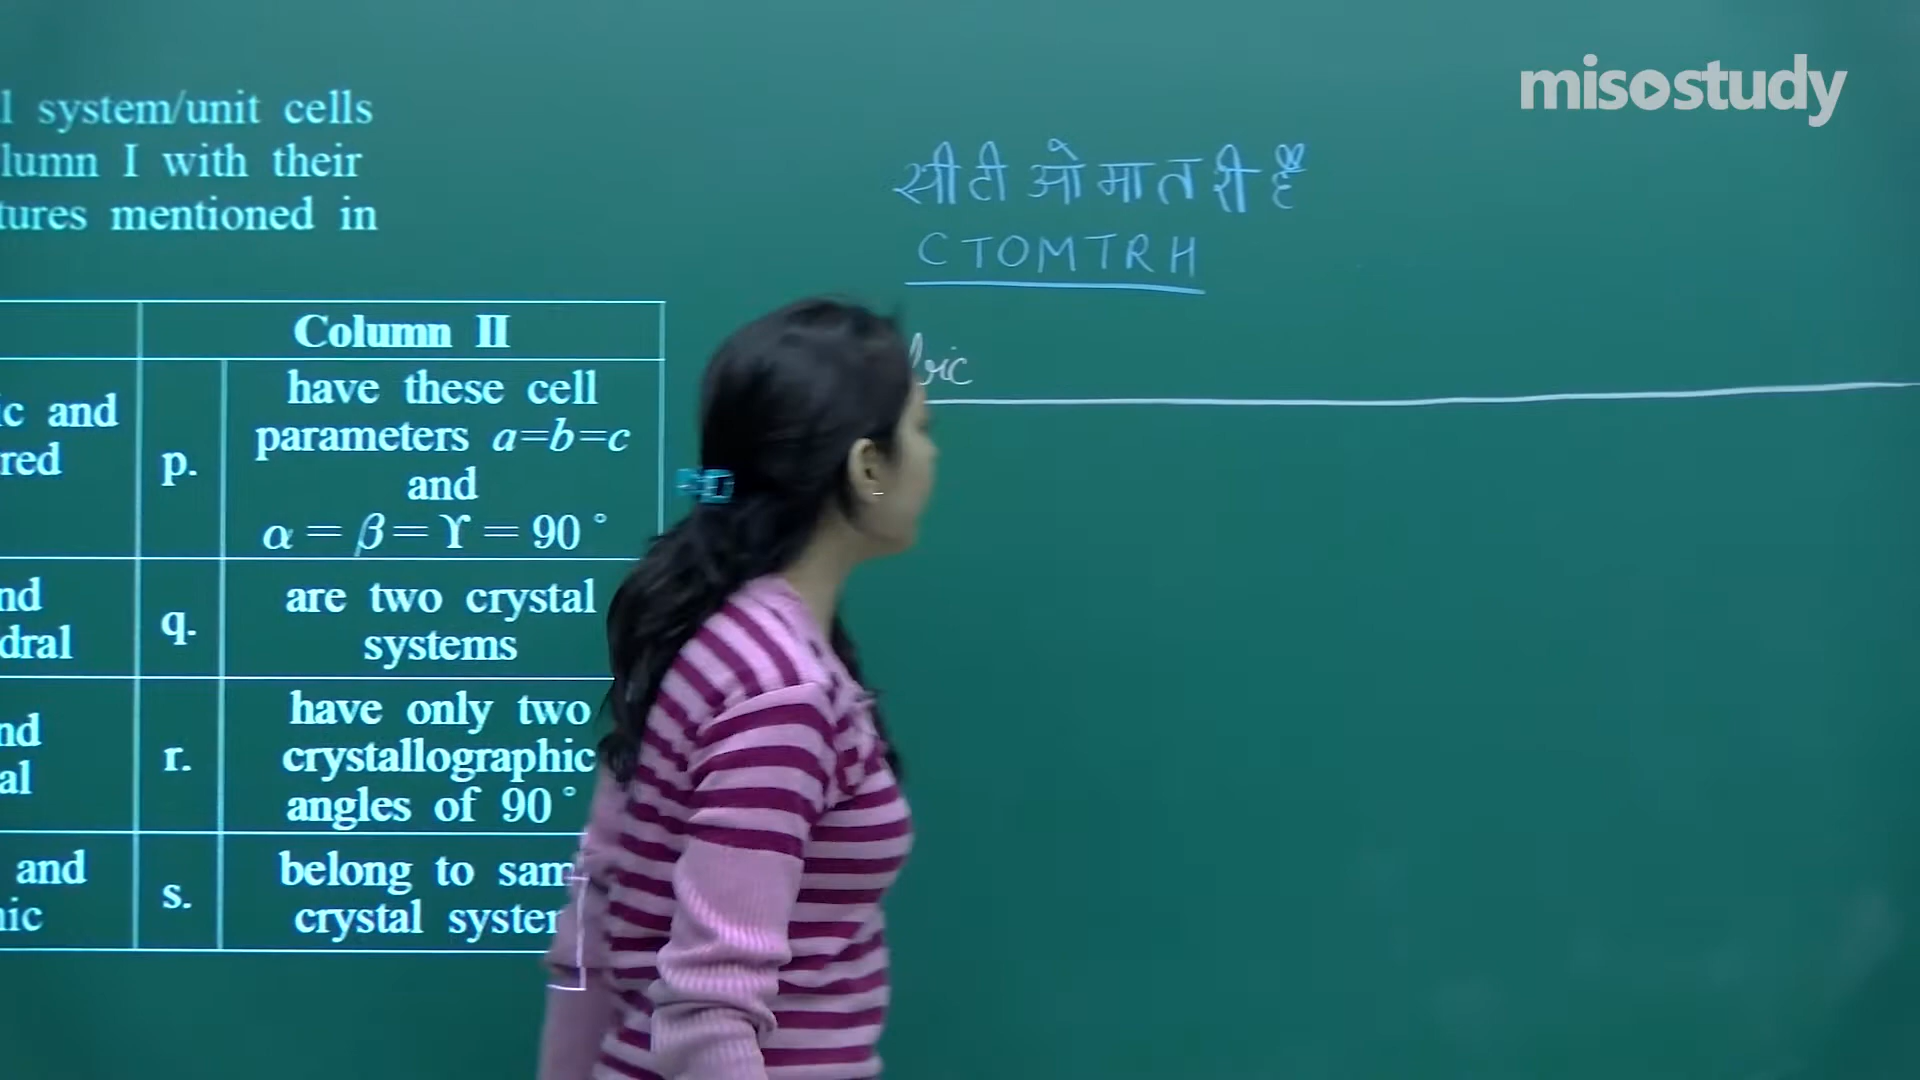 misostudy
l system/unit cells
lumn I with their
tures mentioned in
Column II
ic and
red
p.
have these cell
parameters a=b=c
and
α = β = ϒ = 90°
nd
dral
q.
are two crystal
systems
nd
al
r.
have only two
crystallographic
angles of 90°
and
nic
s.
belong to sam
crystal system
सी टी ओ मा त री है
CTOMTRH
bic